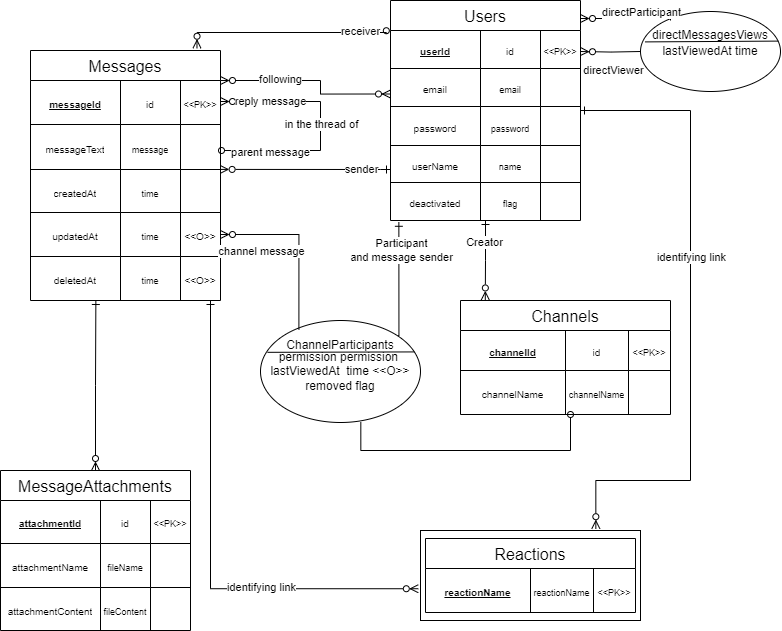 Users
userId id <<PK>>
email email
password password
userName name
deactivated flag
directParticipant
directMessagesViews
lastViewedAt time
directViewer
receiver
Messages
messageId id <<PK>>
messageText message
createdAt time
updatedAt time <<O>>
deletedAt time <<O>>
following
reply message
in the thread of
parent message
sender
channel message
Participant
and message sender
Creator
identifying link
ChannelParticipants
permission permission
lastViewedAt time <<O>>
removed flag
Channels
channelId id <<PK>>
channelName channelName
MessageAttachments
attachmentId id <<PK>>
attachmentName fileName
attachmentContent fileContent
identifying link
Reactions
reactionName reactionName <<PK>>